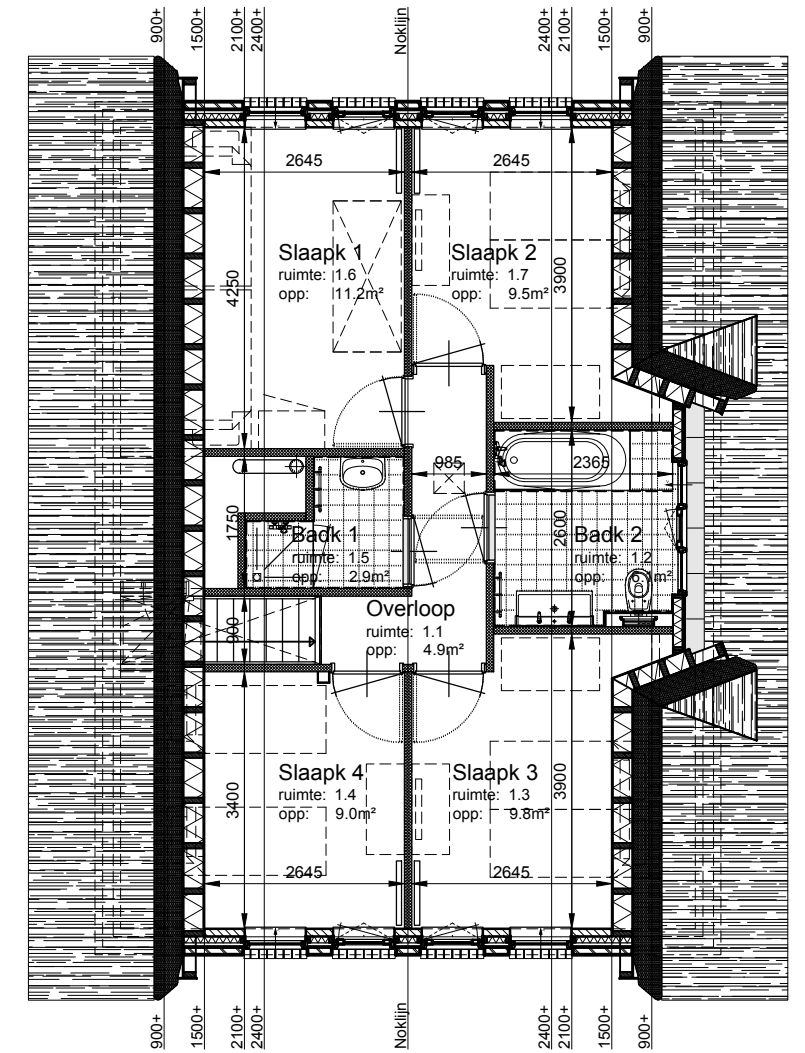 900+
1500+
2100+
2400+
Noklijn
2400+
2100+
1500+
900+
2645
2645
Slaapk 1
ruimte: 1.6
opp: 11.2m²
Slaapk 2
ruimte: 1.7
opp: 9.5m²
4250
3900
985
2365
1750
Badk 1
ruimte: 1.5
opp: 2.9m²
2600
Badk 2
ruimte: 1.2
opp:
900
Overloop
ruimte: 1.1
opp: 4.9m²
Slaapk 4
ruimte: 1.4
opp: 9.0m²
Slaapk 3
ruimte: 1.3
opp: 9.8m²
3400
3900
2645
2645
900+
1500+
2100+
2400+
Noklijn
2400+
2100+
1500+
900+